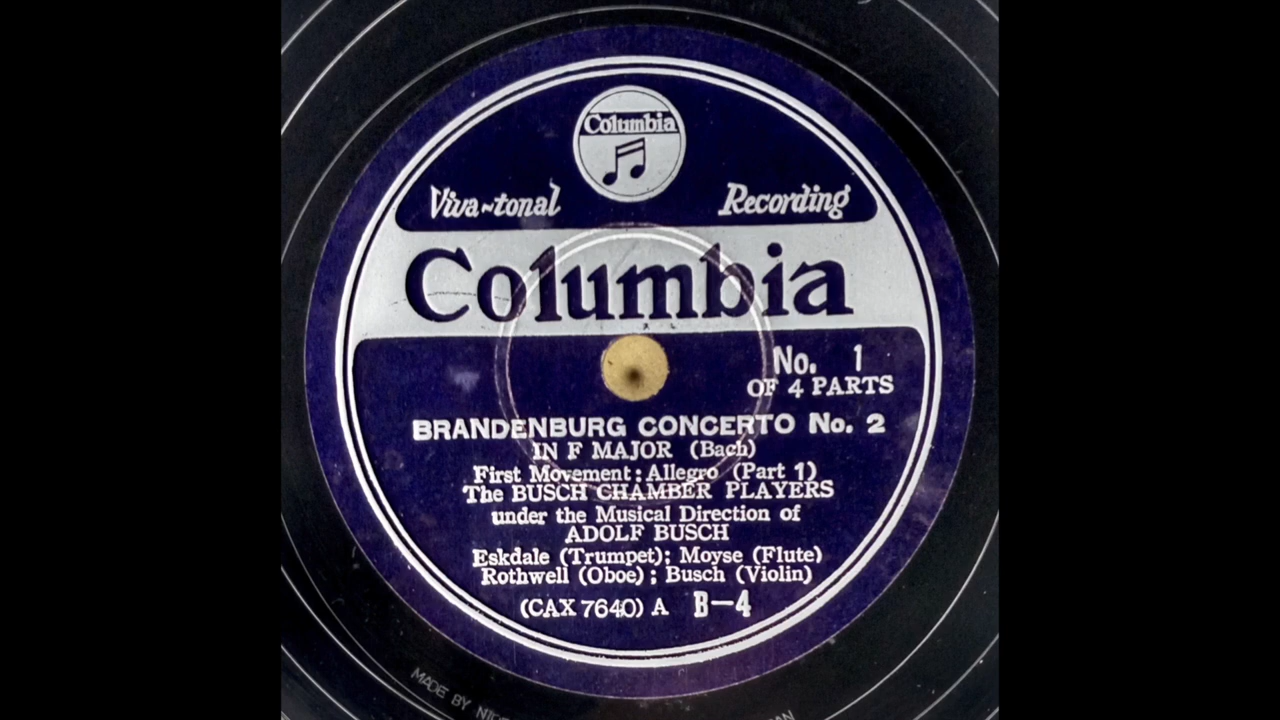 Columbia
Viva-tonal Recording
Columbia
No. 1
OF 4 PARTS
BRANDENBURG CONCERTO No. 2
IN F MAJOR (Bach)
First Movement: Allegro (Part 1)
The BUSCH CHAMBER PLAYERS
under the Musical Direction of
ADOLF BUSCH
Eskdale (Trumpet); Moyse (Flute)
Rothwell (Oboe); Busch (Violin)
(CAX 7640) A B-4
MADE BY